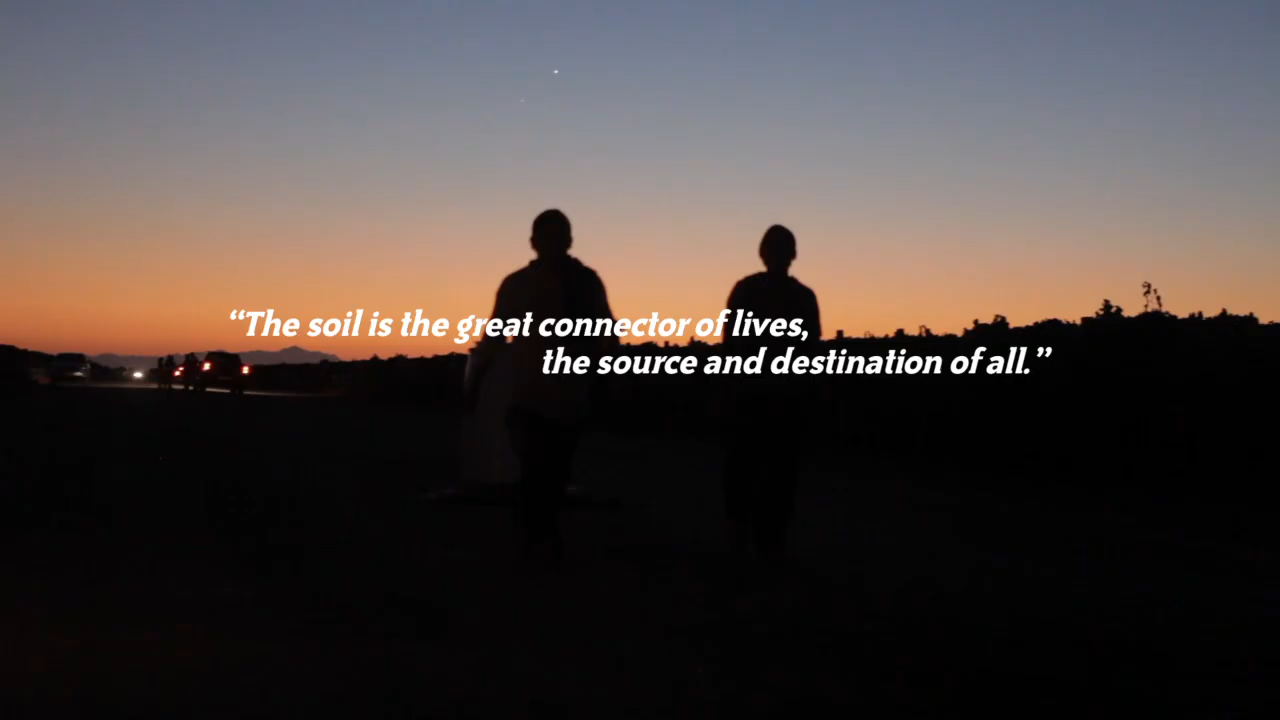 “The soil is the great connector of lives,
the source and destination of all.”